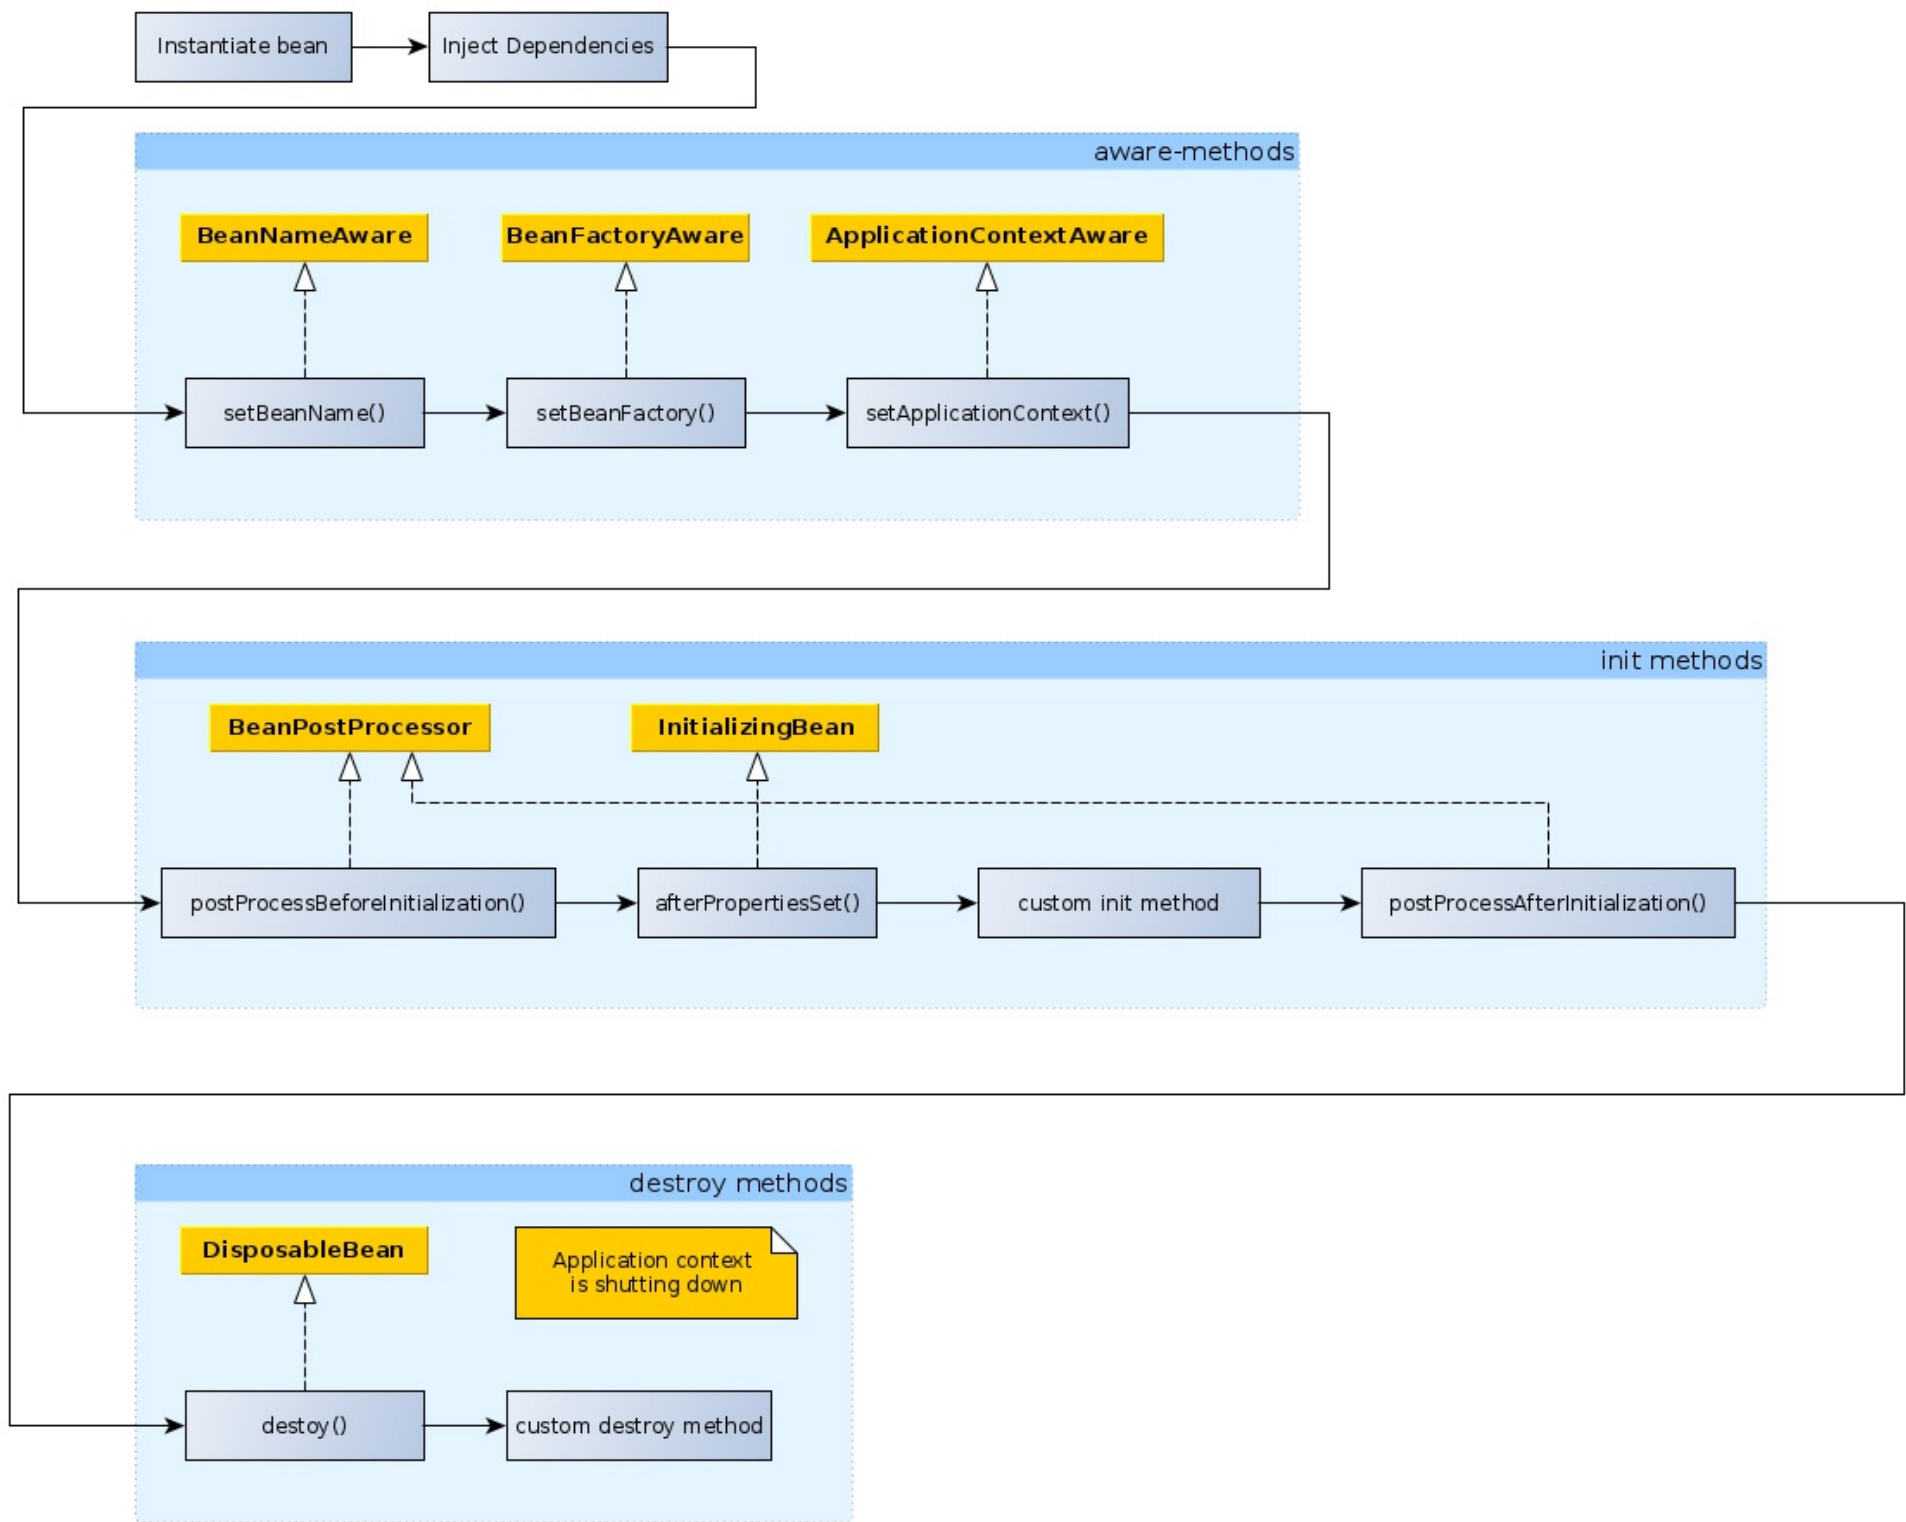 Instantiate bean
Inject Dependencies
aware-methods
BeanNameAware
BeanFactoryAware
ApplicationContextAware
setBeanName()
setBeanFactory()
setApplicationContext()
init methods
BeanPostProcessor
InitializingBean
postProcessBeforeInitialization()
afterPropertiesSet()
custom init method
postProcessAfterInitialization()
destroy methods
DisposableBean
Application context
is shutting down
destoy()
custom destroy method